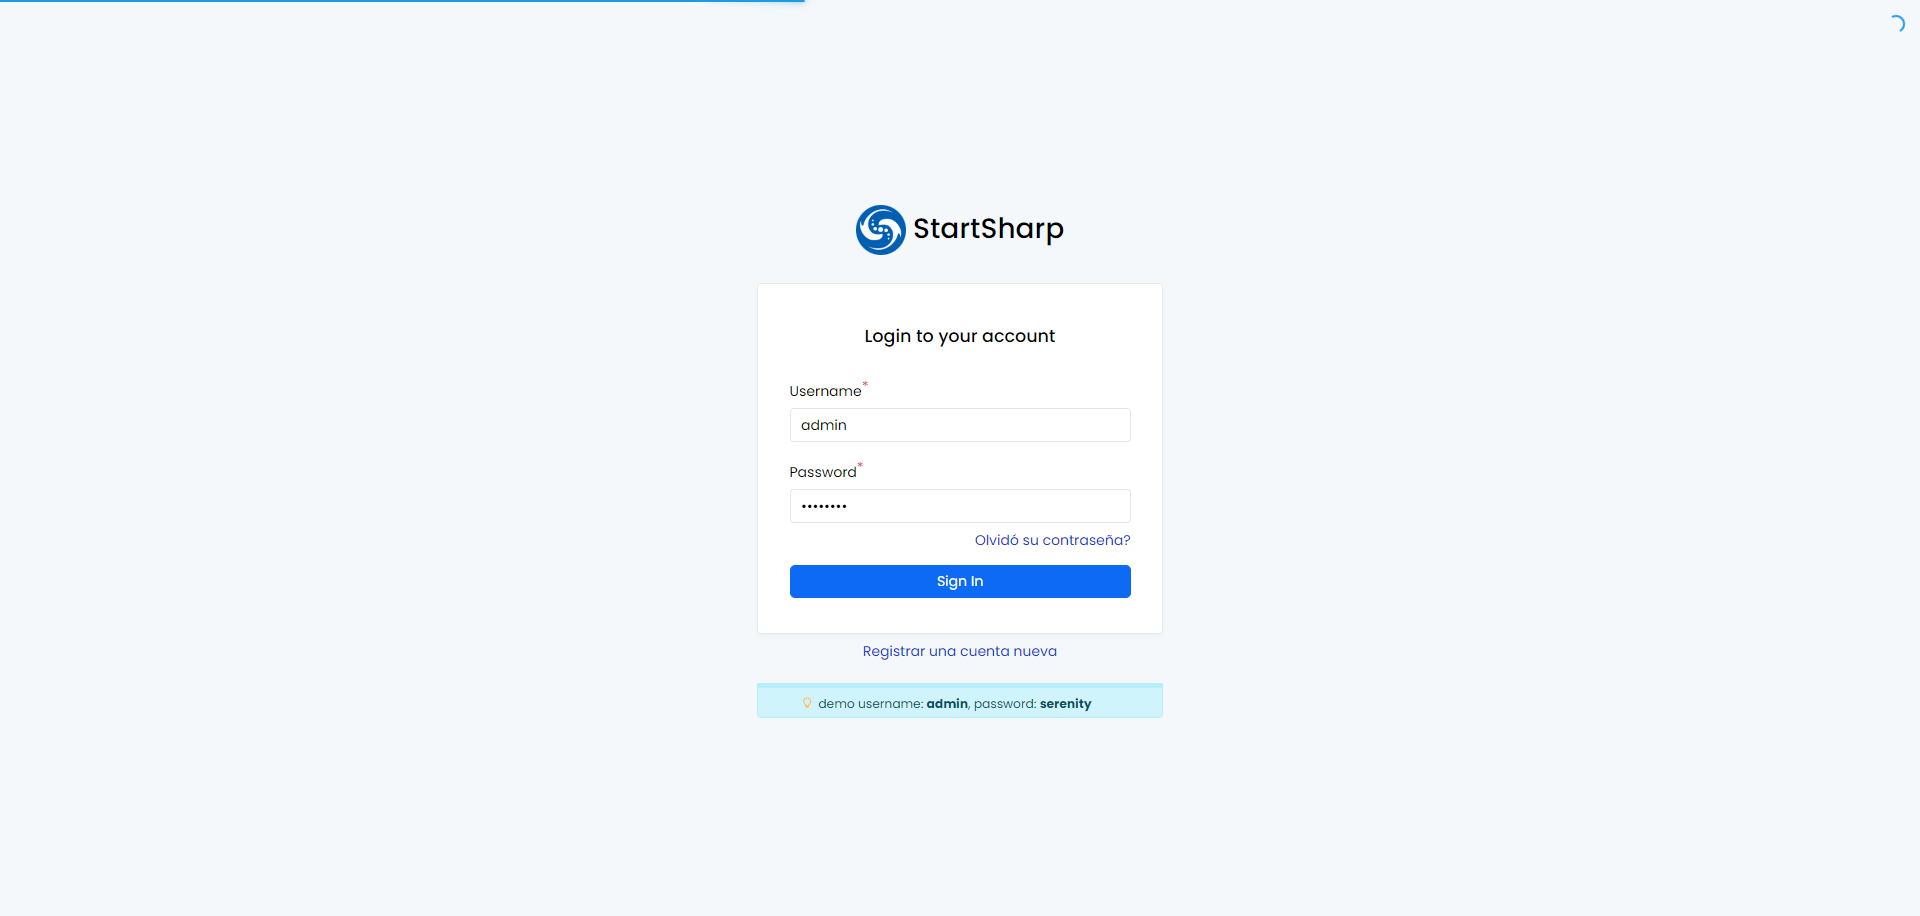 StartSharp
Login to your account
Username*
admin
Password*
••••••••
Olvidó su contraseña?
Sign In
Registrar una cuenta nueva
demo username: admin, password: serenity